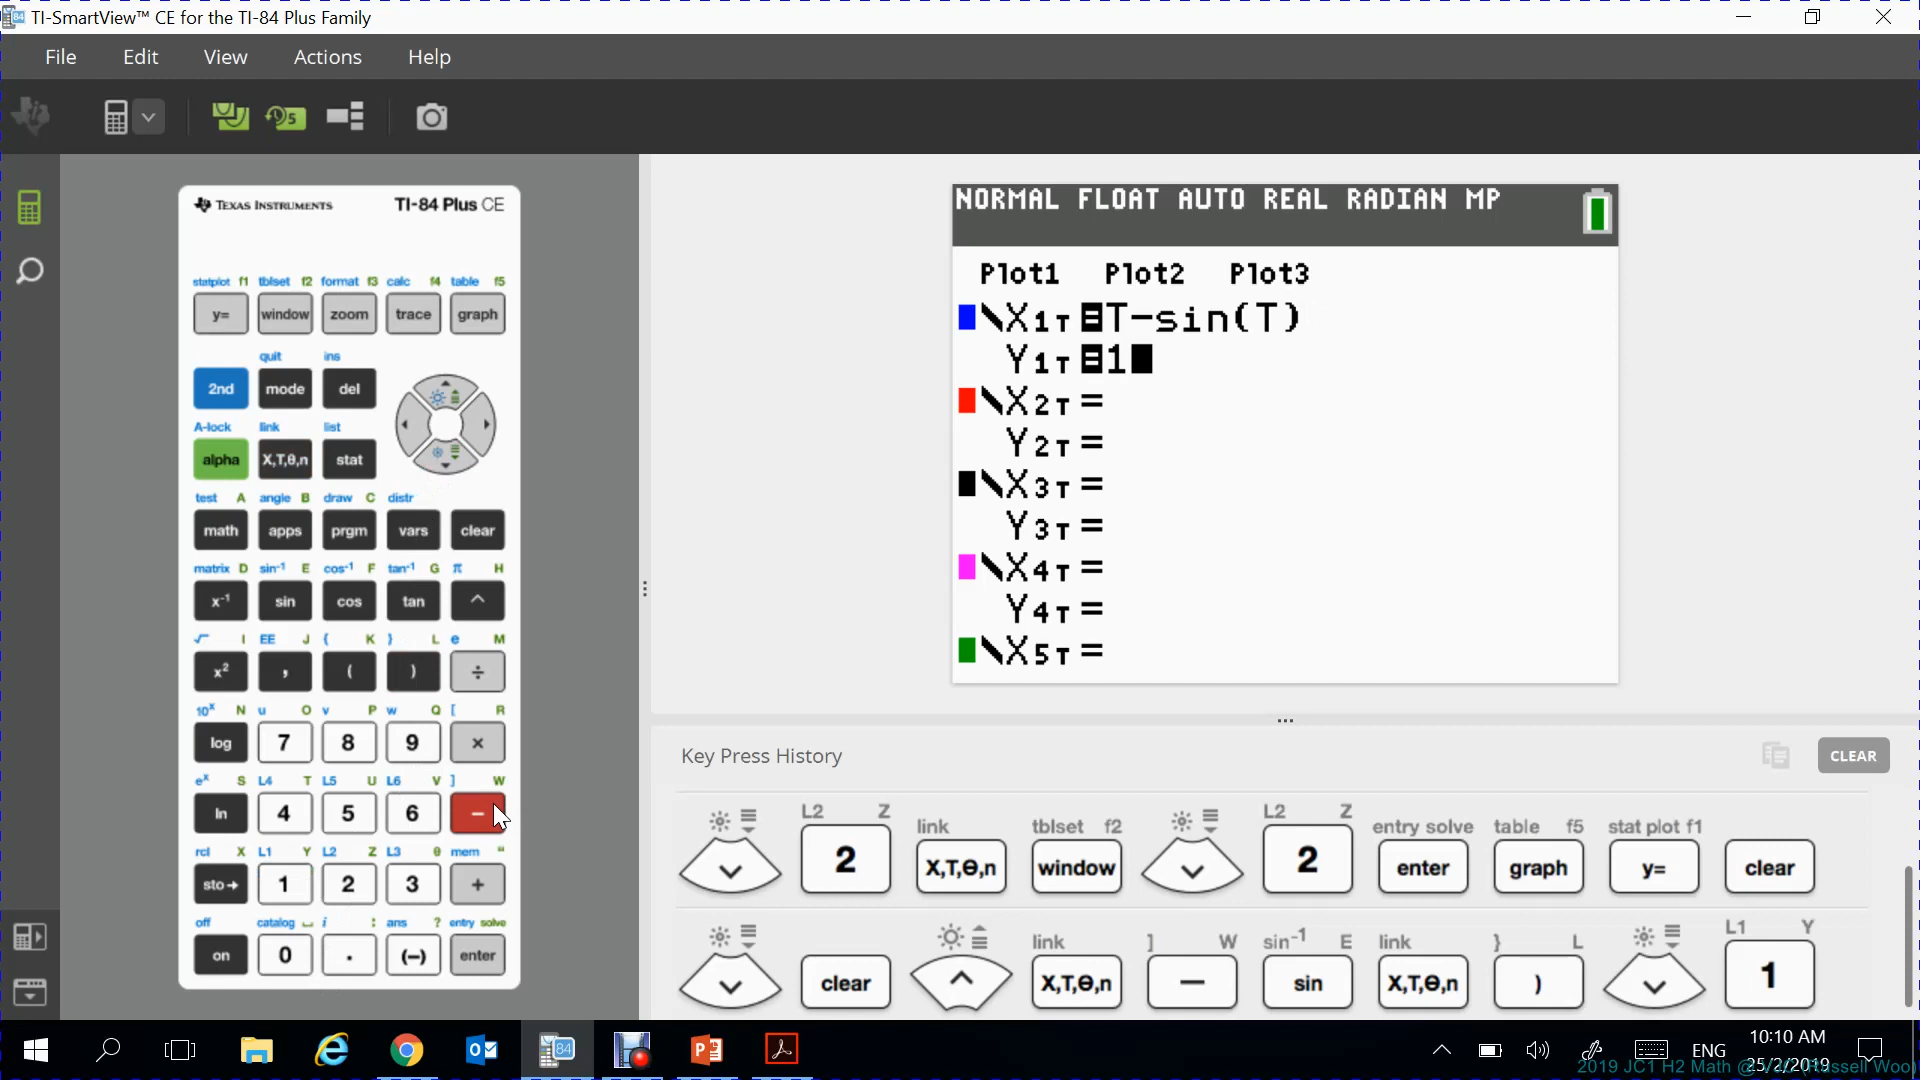 TI-SmartView™ CE for the TI-84 Plus Family
File Edit View Actions Help
TEXAS INSTRUMENTS TI-84 Plus CE
statplot f1 tblset f2 format f3 calc f4 table f5
y= window zoom trace graph
quit ins
2nd mode del
A-lock link list
alpha X,T,θ,n stat
test A angle B draw C distr
math apps prgm vars clear
matrix D sin-1 E cos-1 F tan-1 G π H
x-1 sin cos tan ^
√ I EE J { K } L e M
x² , ( ) ÷
10x N u O v P w Q [ R
log 7 8 9 ×
ex S L4 T L5 U L6 V ] W
ln 4 5 6 −
rcl X L1 Y L2 Z L3 θ mem "
sto→ 1 2 3 +
off catalog i : ans ? entry solve
on 0 . (−) enter
NORMAL FLOAT AUTO REAL RADIAN MP
Plot1 Plot2 Plot3
\X1T=T−sin(T)
Y1T=1
\X2T=
Y2T=
\X3T=
Y3T=
\X4T=
Y4T=
\X5T=
Key Press History
CLEAR
L2 Z link tblset f2 L2 Z entry solve table f5 stat plot f1
2 X,T,θ,n window 2 enter graph y= clear
link ] W sin-1 E link } L L1 Y
clear X,T,θ,n − sin X,T,θ,n ) 1
84
ENG
10:10 AM
25/2/2019
2019 JC1 H2 Math @ VJC (Russell Woo)